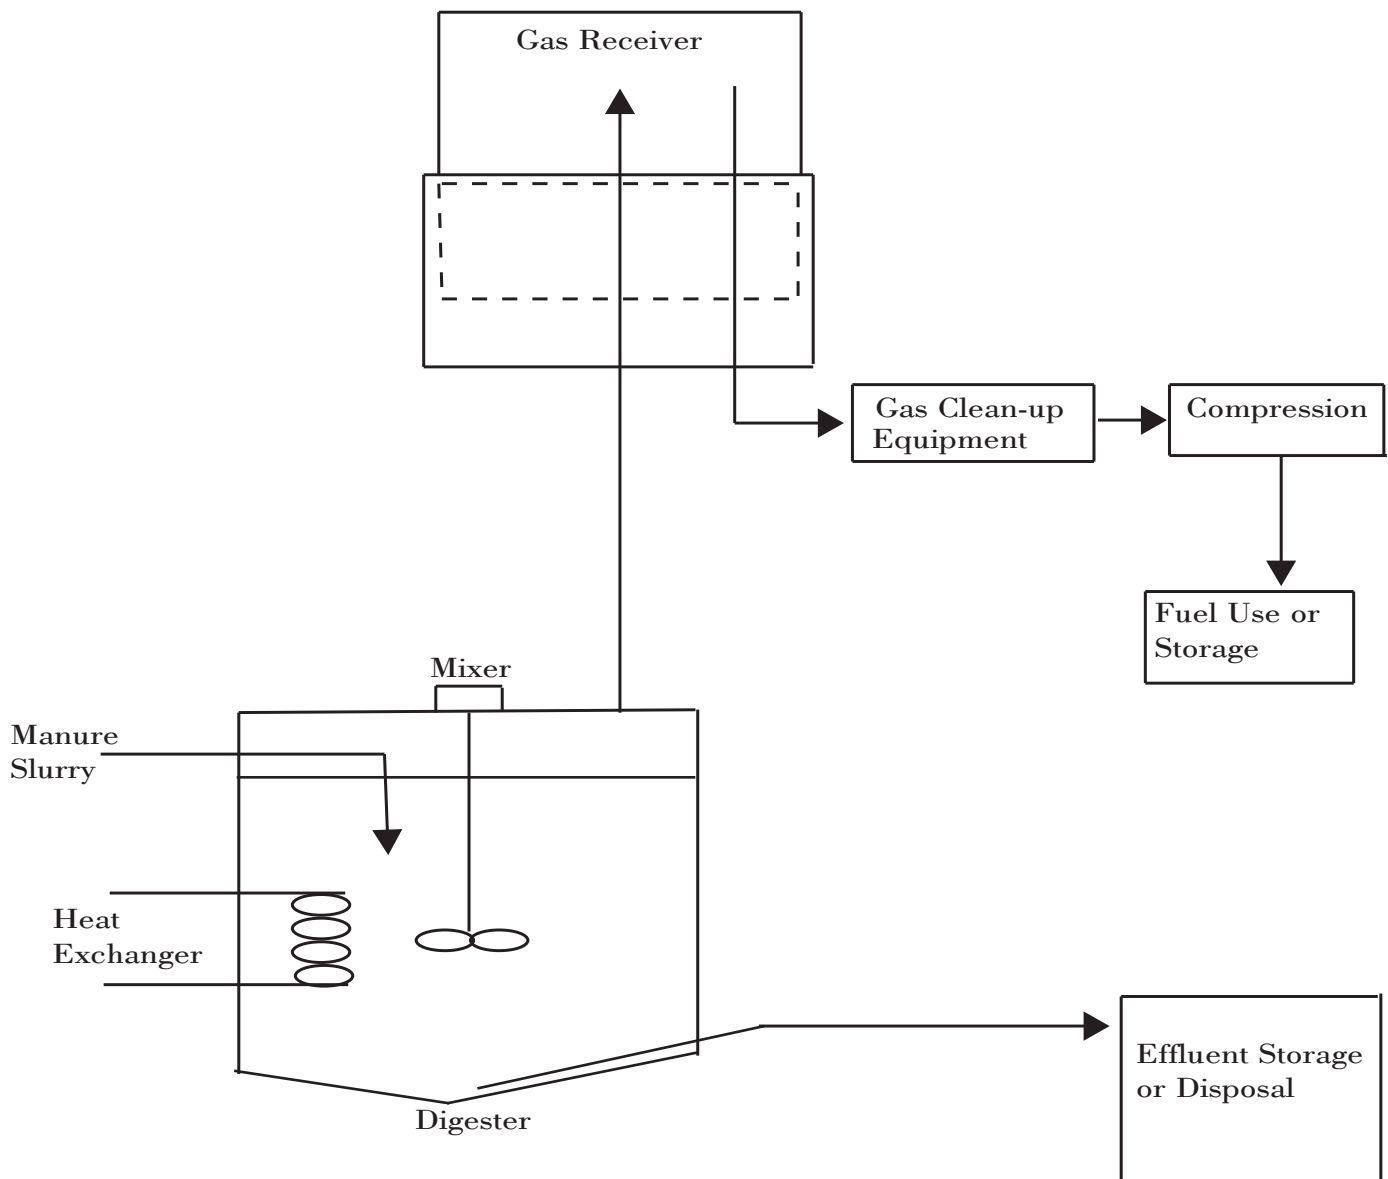 Gas Receiver
Gas Clean-up
Equipment
Compression
Fuel Use or
Storage
Mixer
Manure
Slurry
Heat
Exchanger
Effluent Storage
or Disposal
Digester